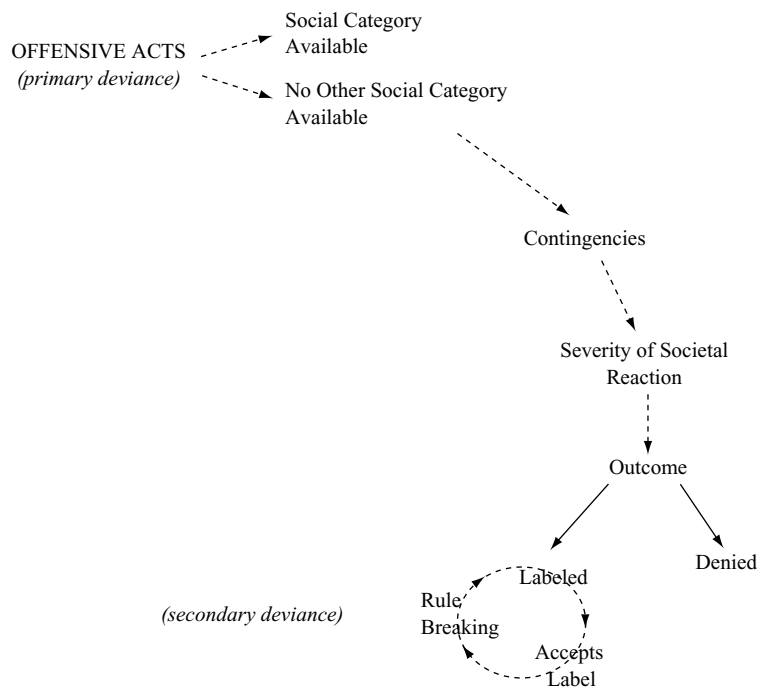 Social Category
Available
OFFENSIVE ACTS
(primary deviance)
No Other Social Category
Available
Contingencies
Severity of Societal
Reaction
Outcome
Denied
Labeled
Rule
Breaking
(secondary deviance)
Accepts
Label